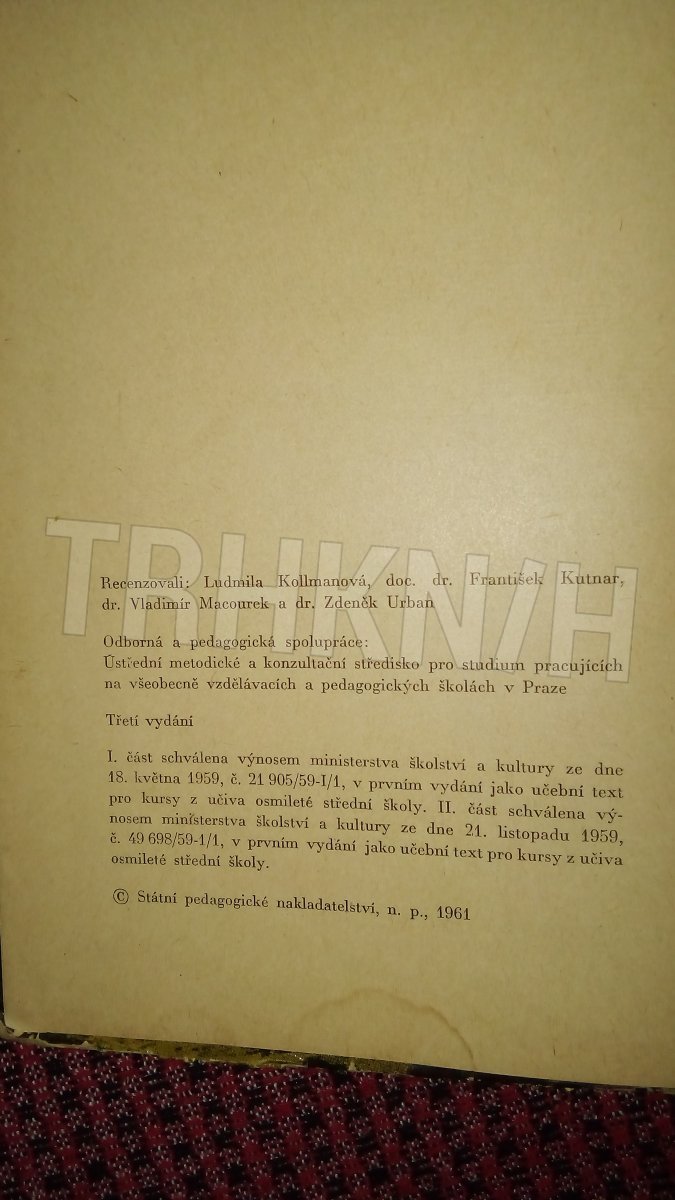 TRHKNIH
Recenzovali: Ludmila Kollmanová, doc. dr. František Kutnar,
dr. Vladimír Macourek a dr. Zdeněk Urban
Odborná a pedagogická spolupráce:
Ústřední metodické a konzultační středisko pro studium pracujících
na všeobecně vzdělávacích a pedagogických školách v Praze
Třetí vydání
I. část schválena výnosem ministerstva školství a kultury ze dne
18. května 1959, č. 21 905/59-I/1, v prvním vydání jako učební text
pro kursy z učiva osmileté střední školy. II. část schválena vý-
nosem ministerstva školství a kultury ze dne 21. listopadu 1959,
č. 49 698/59-1/1, v prvním vydání jako učební text pro kursy z učiva
osmileté střední školy.
© Státní pedagogické nakladatelství, n. p., 1961